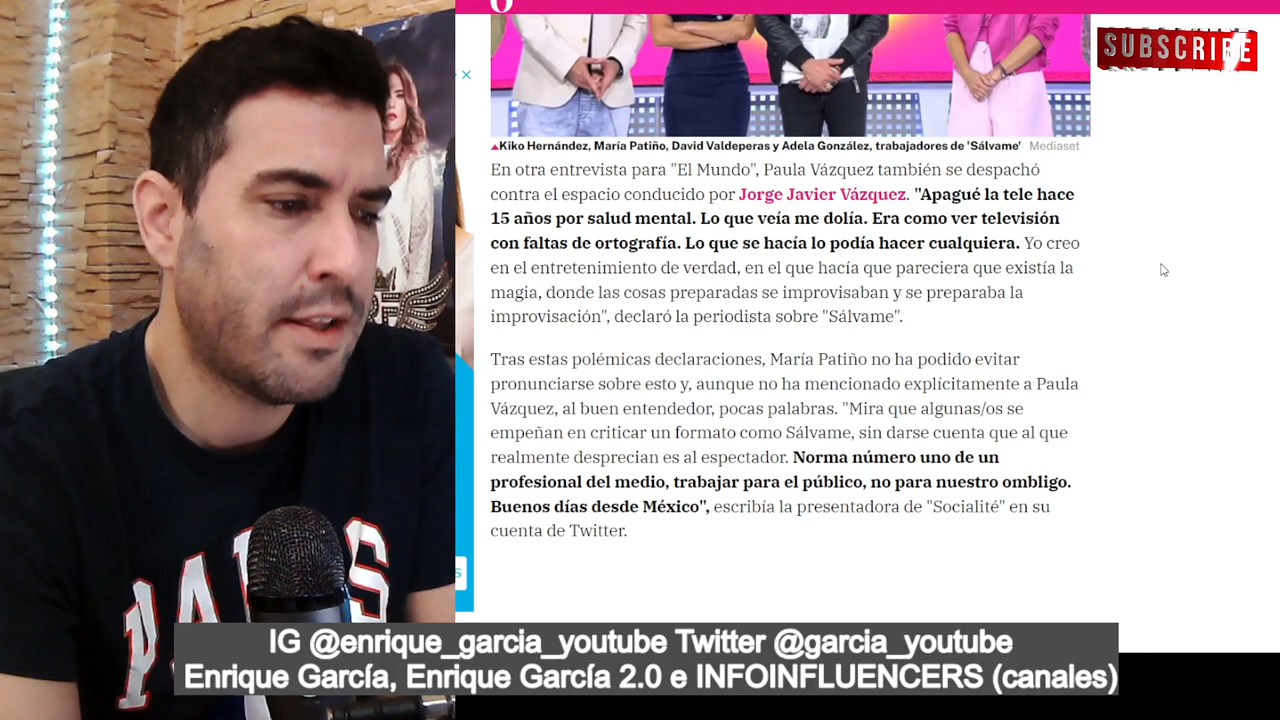 SUBSCRIBE
Kiko Hernández, María Patiño, David Valdeperas y Adela González, trabajadores de 'Sálvame' Mediaset
En otra entrevista para "El Mundo", Paula Vázquez también se despachó
contra el espacio conducido por Jorge Javier Vázquez. "Apagué la tele hace
15 años por salud mental. Lo que veía me dolía. Era como ver televisión
con faltas de ortografía. Lo que se hacía lo podía hacer cualquiera. Yo creo
en el entretenimiento de verdad, en el que hacía que pareciera que existía la
magia, donde las cosas preparadas se improvisaban y se preparaba la
improvisación", declaró la periodista sobre "Sálvame".
Tras estas polémicas declaraciones, María Patiño no ha podido evitar
pronunciarse sobre esto y, aunque no ha mencionado explícitamente a Paula
Vázquez, al buen entendedor, pocas palabras. "Mira que algunas/os se
empeñan en criticar un formato como Sálvame, sin darse cuenta que al que
realmente desprecian es al espectador. Norma número uno de un
profesional del medio, trabajar para el público, no para nuestro ombligo.
Buenos días desde México", escribía la presentadora de "Socialité" en su
cuenta de Twitter.
IG @enrique_garcia_youtube Twitter @garcia_youtube
Enrique García, Enrique García 2.0 e INFOINFLUENCERS (canales)